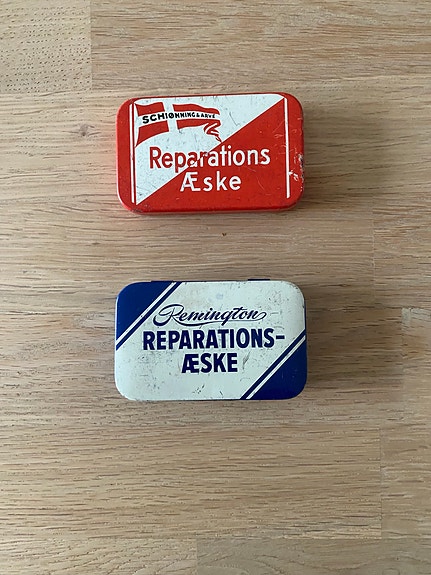 SCHIØNNING & ARVÉ
Reparations
Æske
Remington
REPARATIONS-
ÆSKE